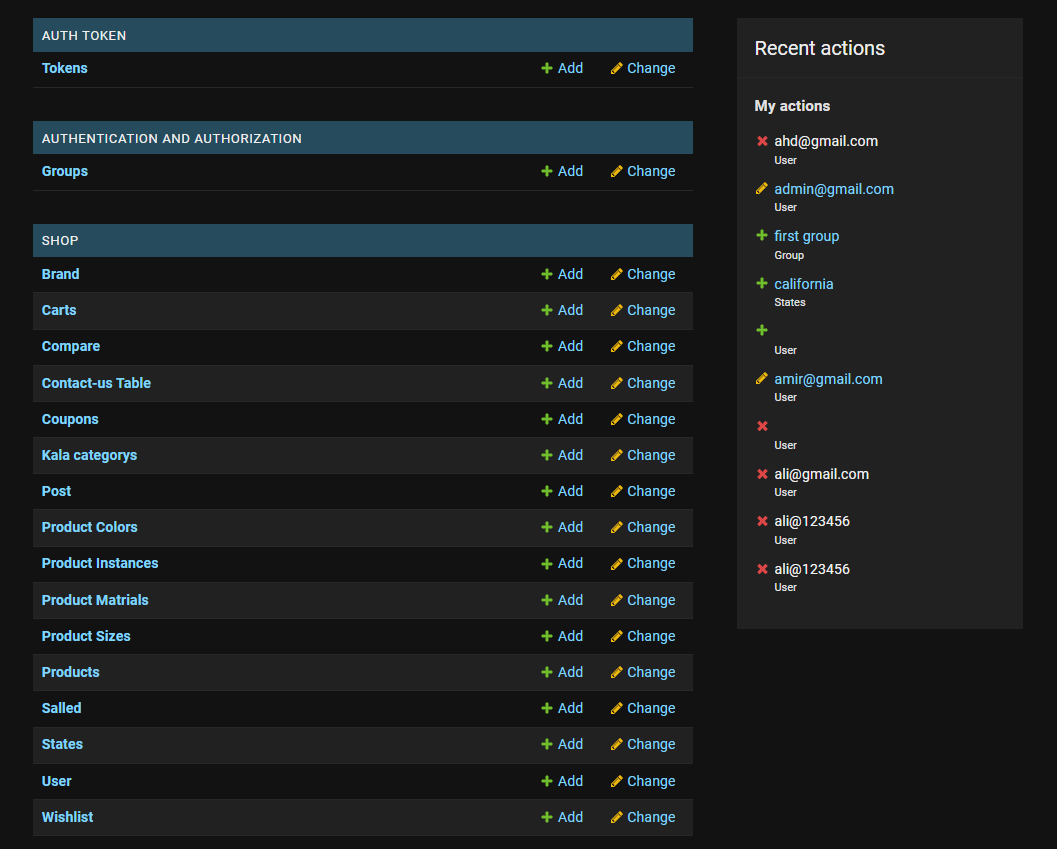 AUTH TOKEN
Tokens Add Change
AUTHENTICATION AND AUTHORIZATION
Groups Add Change
SHOP
Brand Add Change
Carts Add Change
Compare Add Change
Contact-us Table Add Change
Coupons Add Change
Kala categorys Add Change
Post Add Change
Product Colors Add Change
Product Instances Add Change
Product Matrials Add Change
Product Sizes Add Change
Products Add Change
Salled Add Change
States Add Change
User Add Change
Wishlist Add Change
Recent actions
My actions
ahd@gmail.com
User
admin@gmail.com
User
first group
Group
california
States
User
amir@gmail.com
User
User
ali@gmail.com
User
ali@123456
User
ali@123456
User